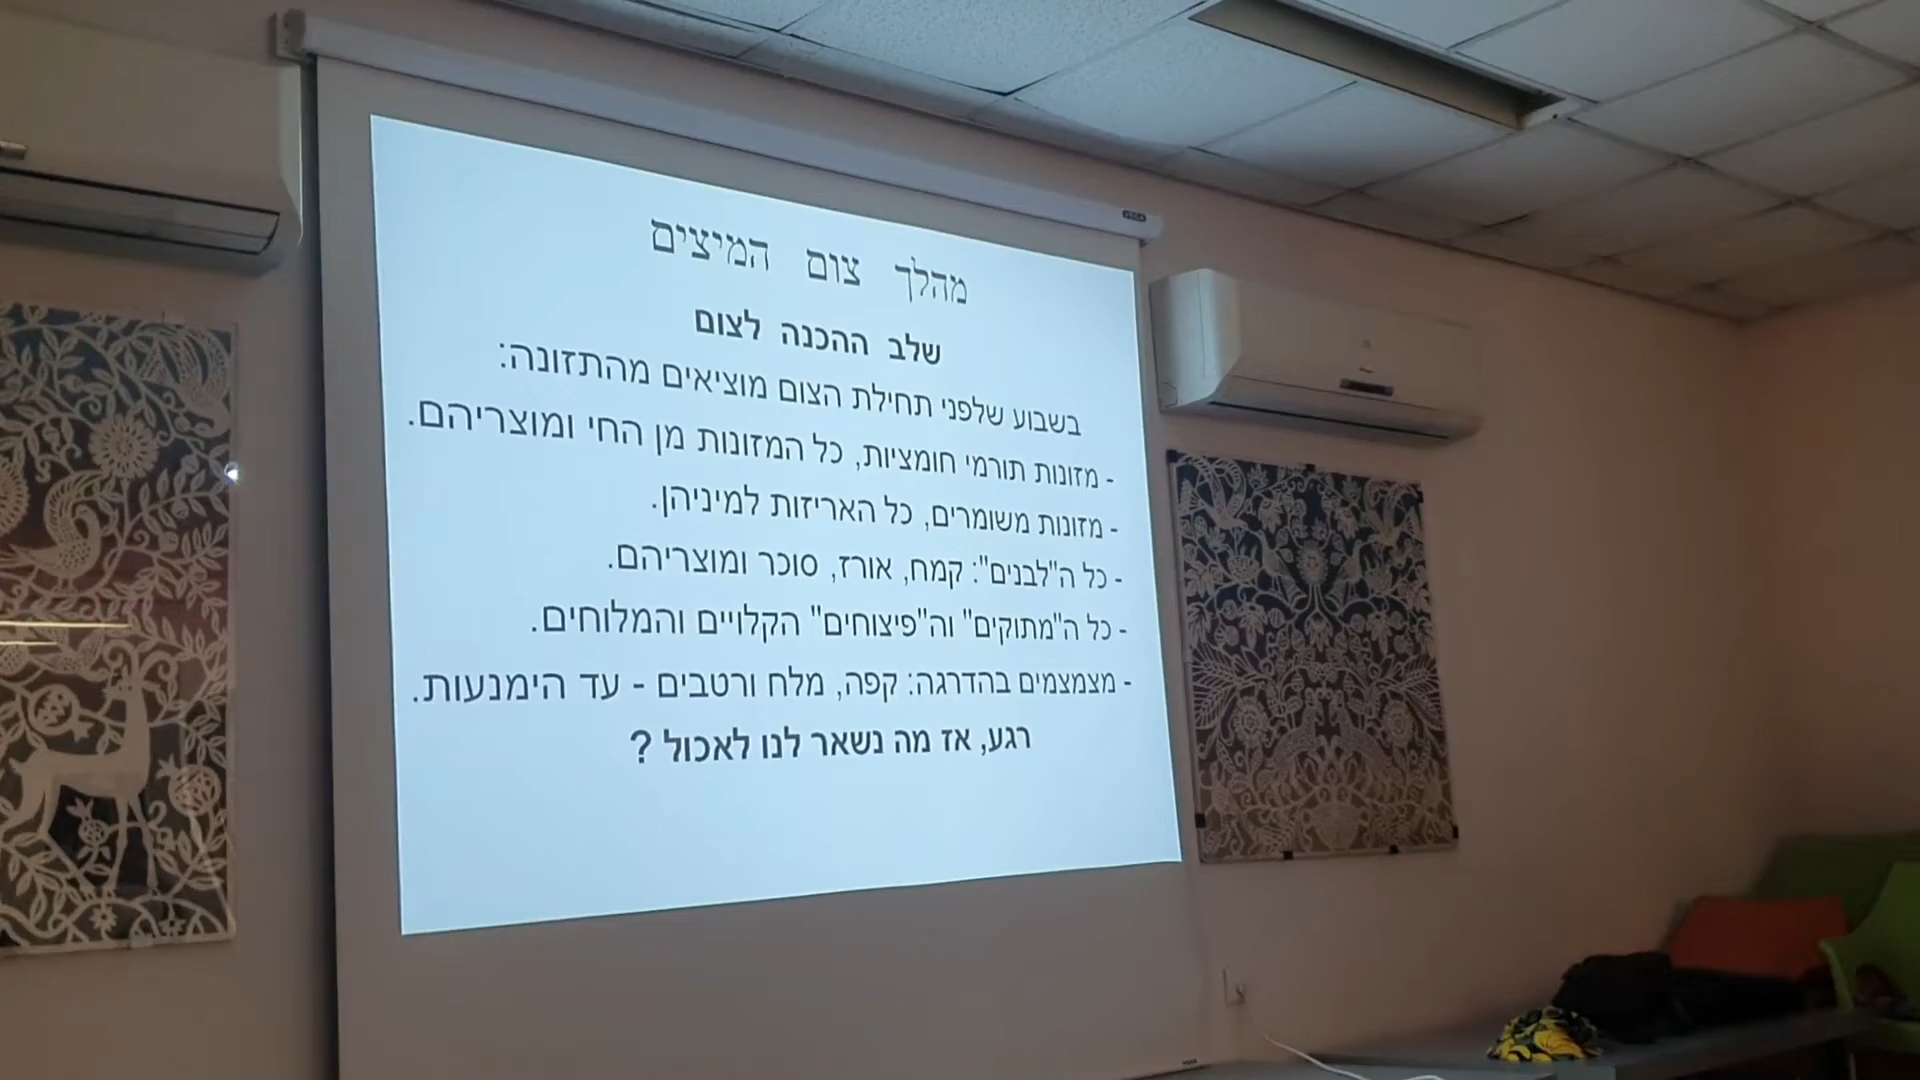 מהלך צום המיצים
שלב ההכנה לצום
בשבוע שלפני תחילת הצום מוציאים מהתזונה:
- מזונות תורמי חומציות, כל המזונות מן החי ומוצריהם.
- מזונות משומרים, כל האריזות למיניהן.
- כל ה"לבנים": קמח, אורז, סוכר ומוצריהם.
- כל ה"מתוקים" וה"פיצוחים" הקלויים והמלוחים.
- מצמצמים בהדרגה: קפה, מלח ורטבים - עד הימנעות.
רגע, אז מה נשאר לנו לאכול ?